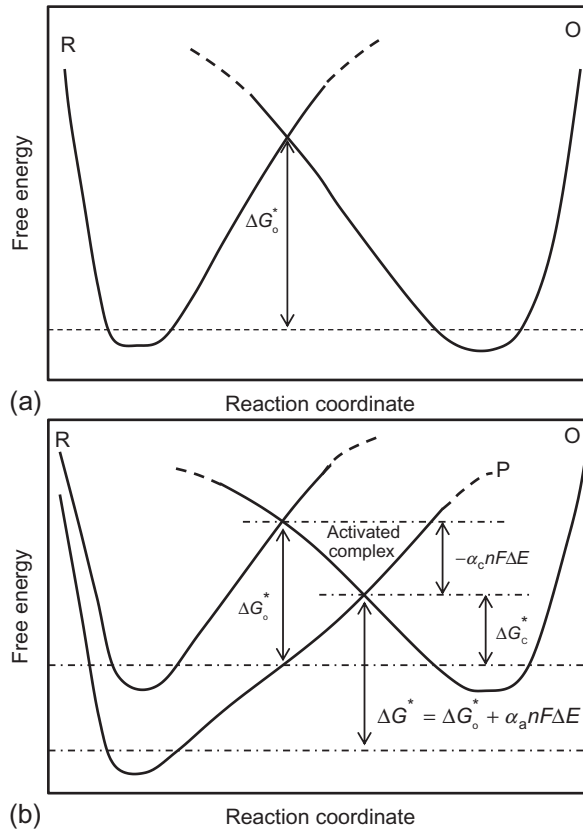 R
O
Free energy
ΔG*o
(a)
Reaction coordinate
R
O
P
Activated
complex
−αcnFΔE
ΔG*o
ΔG*c
Free energy
ΔG* = ΔG*o + αanFΔE
(b)
Reaction coordinate